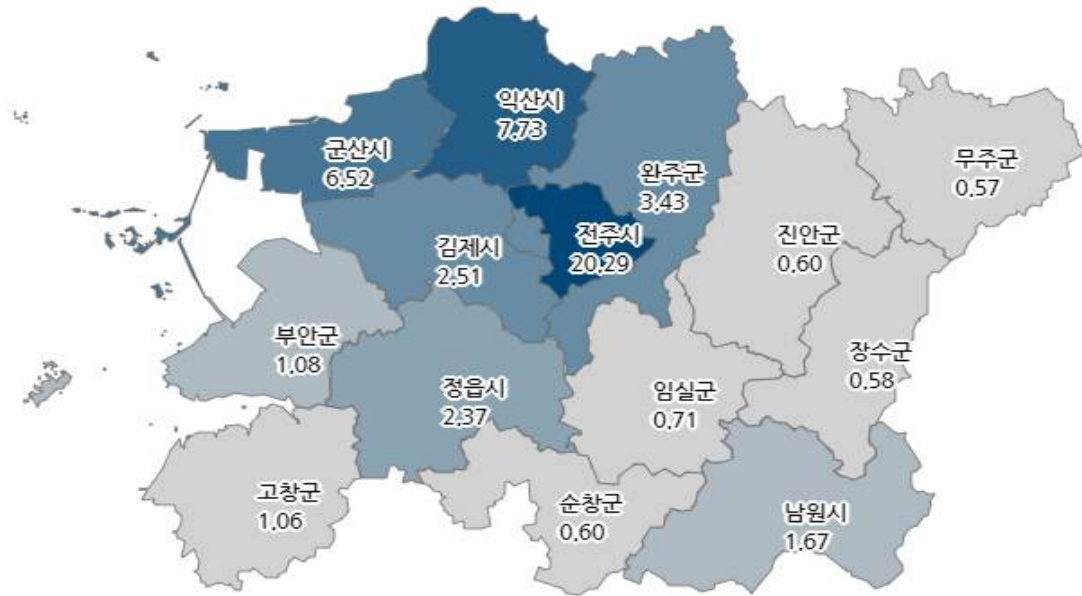 익산시
7.73
군산시
6.52
완주군
3.43
무주군
0.57
전주시
20.29
진안군
0.60
김제시
2.51
부안군
1.08
장수군
0.58
정읍시
2.37
임실군
0.71
고창군
1.06
순창군
0.60
남원시
1.67